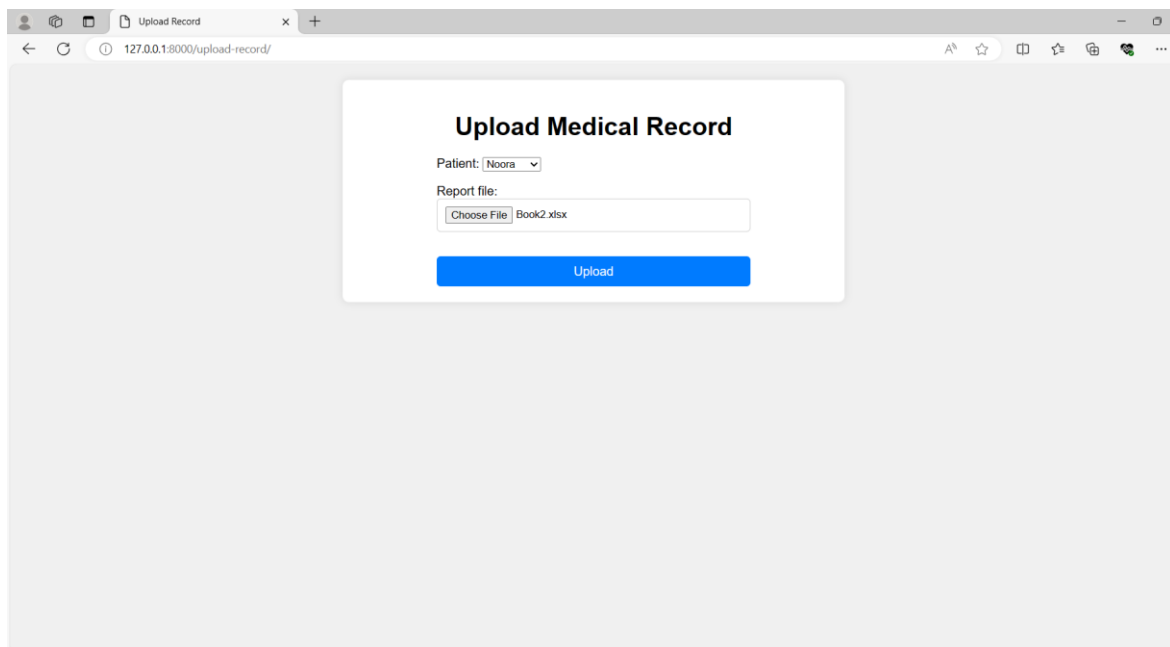 Upload Record
127.0.0.1:8000/upload-record/
Upload Medical Record
Patient: Noora
Report file:
Choose File Book2.xlsx
Upload